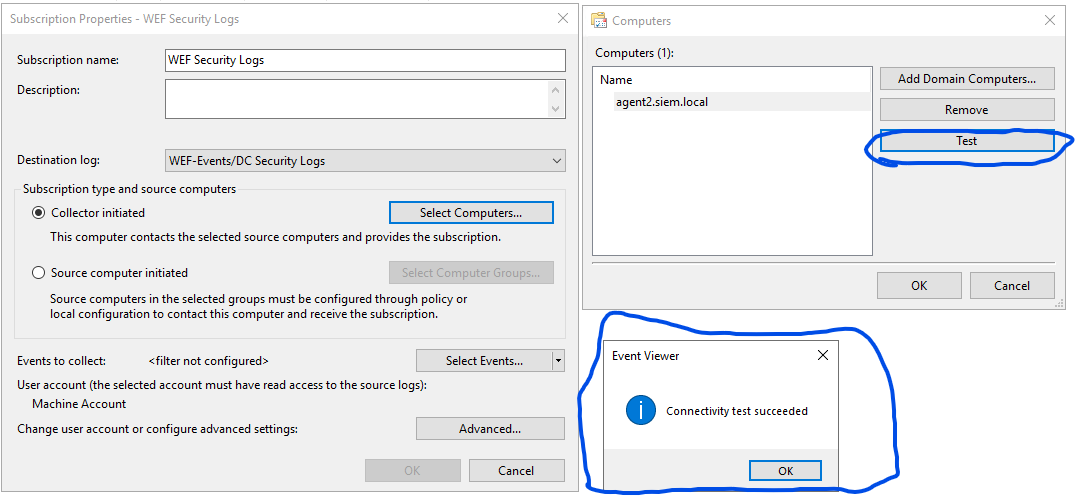 Subscription Properties - WEF Security Logs
Subscription name:
WEF Security Logs
Description:
Destination log:
WEF-Events/DC Security Logs
Subscription type and source computers
Collector initiated
Select Computers...
This computer contacts the selected source computers and provides the subscription.
Source computer initiated
Select Computer Groups...
Source computers in the selected groups must be configured through policy or
local configuration to contact this computer and receive the subscription.
Events to collect:
<filter not configured>
Select Events...
User account (the selected account must have read access to the source logs):
Machine Account
Change user account or configure advanced settings:
Advanced...
OK
Cancel
Computers
Computers (1):
Name
agent2.siem.local
Add Domain Computers...
Remove
Test
OK
Cancel
Event Viewer
Connectivity test succeeded
OK